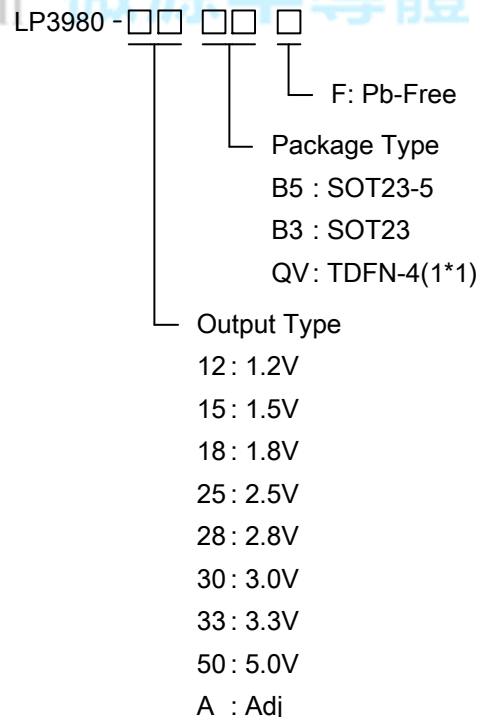 LP3980 -□□ □□ □
F: Pb-Free
Package Type
B5 : SOT23-5
B3 : SOT23
QV: TDFN-4(1*1)
Output Type
12 : 1.2V
15 : 1.5V
18 : 1.8V
25 : 2.5V
28 : 2.8V
30 : 3.0V
33 : 3.3V
50 : 5.0V
A : Adj